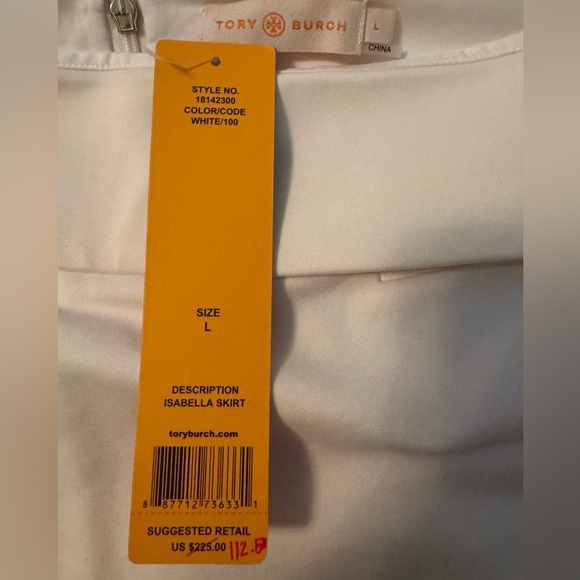 TORY BURCH
L
CHINA
STYLE NO.
18142300
COLOR/CODE
WHITE/100
SIZE
L
DESCRIPTION
ISABELLA SKIRT
toryburch.com
8 87712 73633 1
SUGGESTED RETAIL
US $225.00 112.5